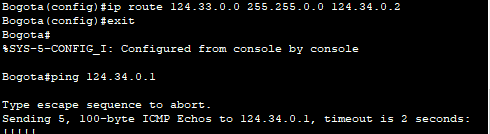 Bogota(config)#ip route 124.33.0.0 255.255.0.0 124.34.0.2
Bogota(config)#exit
Bogota#
%SYS-5-CONFIG_I: Configured from console by console
Bogota#ping 124.34.0.1
Type escape sequence to abort.
Sending 5, 100-byte ICMP Echos to 124.34.0.1, timeout is 2 seconds:
!!!!!